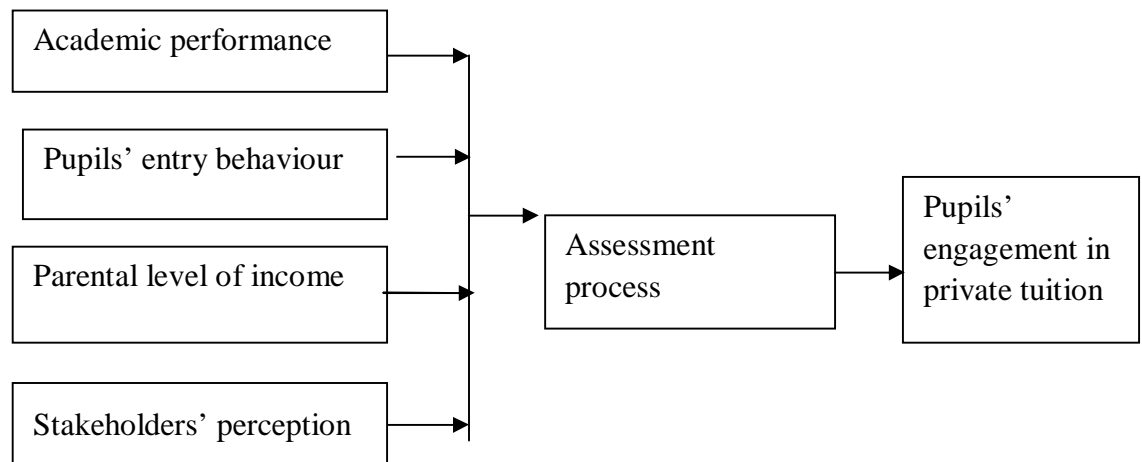 Academic performance
Pupils’ entry behaviour
Parental level of income
Stakeholders’ perception
Assessment
process
Pupils’
engagement in
private tuition